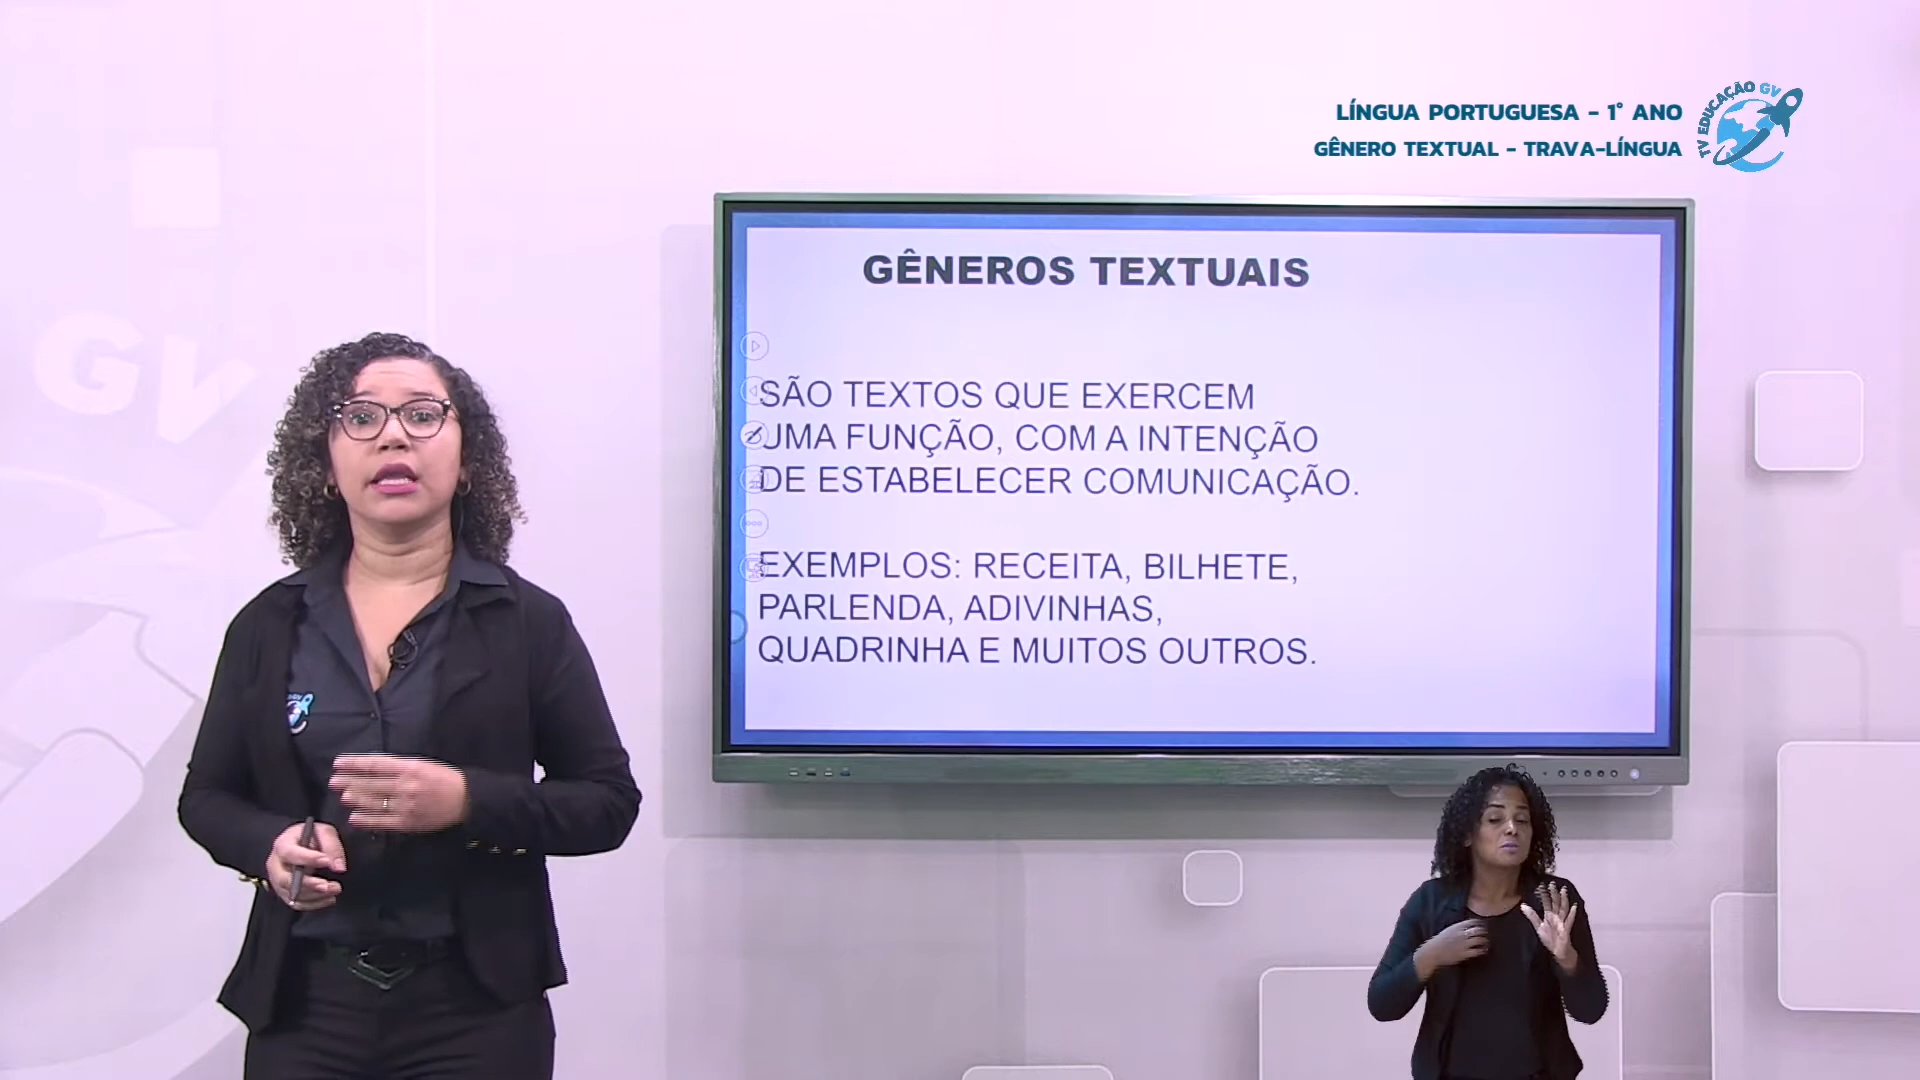 LÍNGUA PORTUGUESA - 1° ANO
GÊNERO TEXTUAL - TRAVA-LÍNGUA
TV EDUCAÇÃO GV
GÊNEROS TEXTUAIS
SÃO TEXTOS QUE EXERCEM
UMA FUNÇÃO, COM A INTENÇÃO
DE ESTABELECER COMUNICAÇÃO.
EXEMPLOS: RECEITA, BILHETE,
PARLENDA, ADIVINHAS,
QUADRINHA E MUITOS OUTROS.
GV